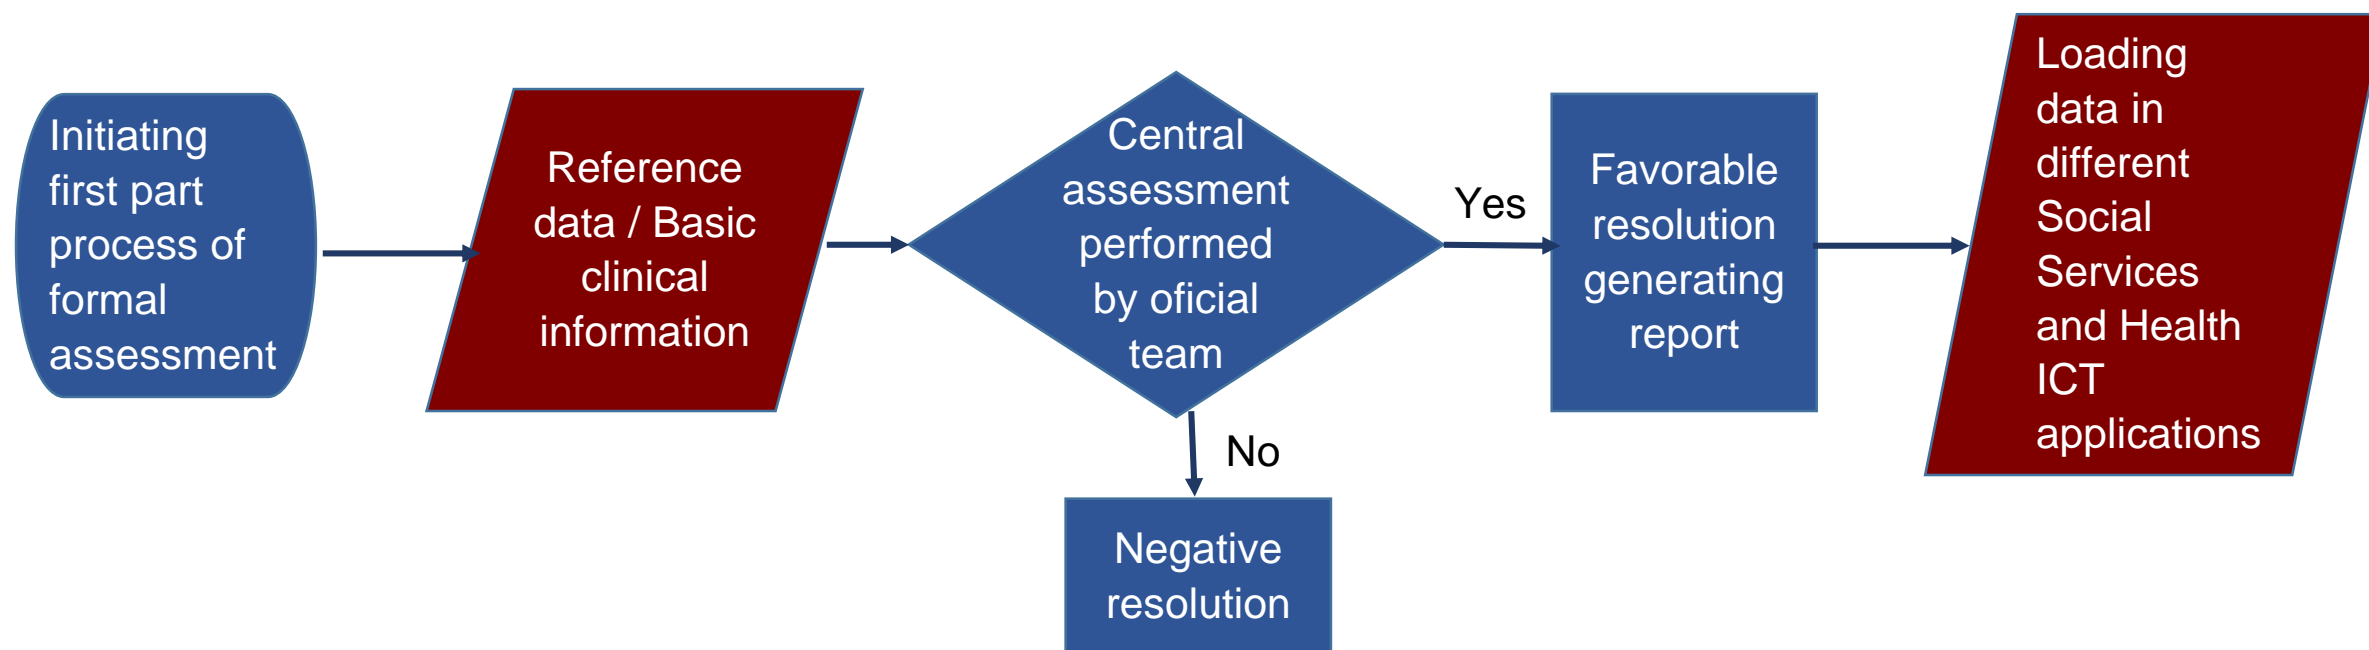 Initiating
first part
process of
formal
assessment
Reference
data / Basic
clinical
information
Central
assessment
performed
by oficial
team
Yes
No
Negative
resolution
Favorable
resolution
generating
report
Loading
data in
different
Social
Services
and Health
ICT
applications